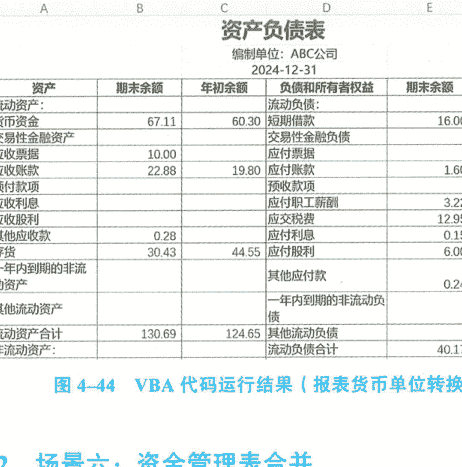 A B C D E
资产负债表
编制单位：ABC公司
2024-12-31
资产 期末余额 年初余额 负债和所有者权益 期末余额
流动资产： 流动负债：
货币资金 67.11 60.30 短期借款 16.00
交易性金融资产 交易性金融负债
应收票据 10.00 应付票据
应收账款 22.88 19.80 应付账款 1.60
预付款项 预收款项
应收利息 应付职工薪酬 3.22
应收股利 应交税费 12.95
其他应收款 0.28 应付利息 0.15
存货 30.43 44.55 应付股利 6.00
一年内到期的非流
动资产 其他应付款 0.24
其他流动资产 一年内到期的非流动负
债
流动资产合计 130.69 124.65 其他流动负债
非流动资产： 流动负债合计 40.17
图 4-44 VBA 代码运行结果（报表货币单位转换
2 场景六：资金管理表合并